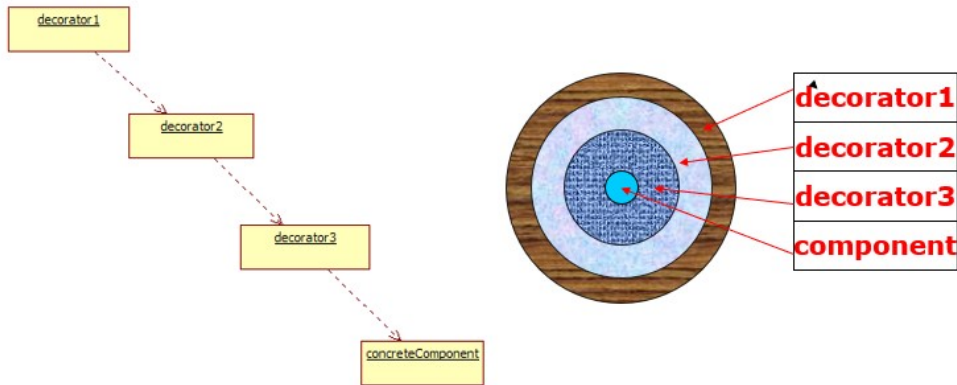 decorator1
decorator2
decorator3
concreteComponent
decorator1
decorator2
decorator3
component